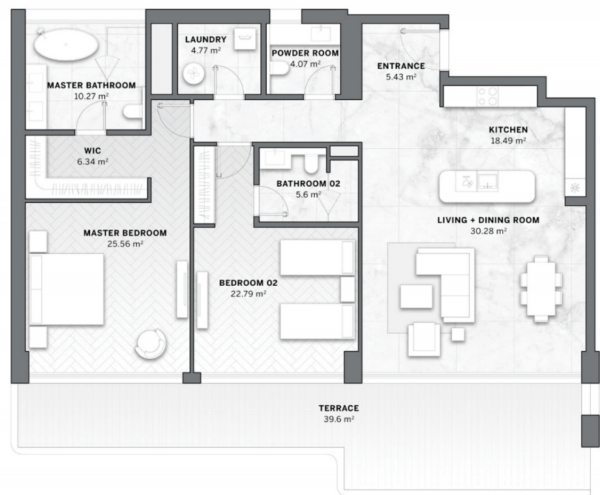 LAUNDRY
4.77 m²
POWDER ROOM
4.07 m²
ENTRANCE
5.43 m²
MASTER BATHROOM
10.27 m²
KITCHEN
18.49 m²
WIC
6.34 m²
BATHROOM 02
5.6 m²
LIVING + DINING ROOM
30.28 m²
MASTER BEDROOM
25.56 m²
BEDROOM 02
22.79 m²
TERRACE
39.6 m²